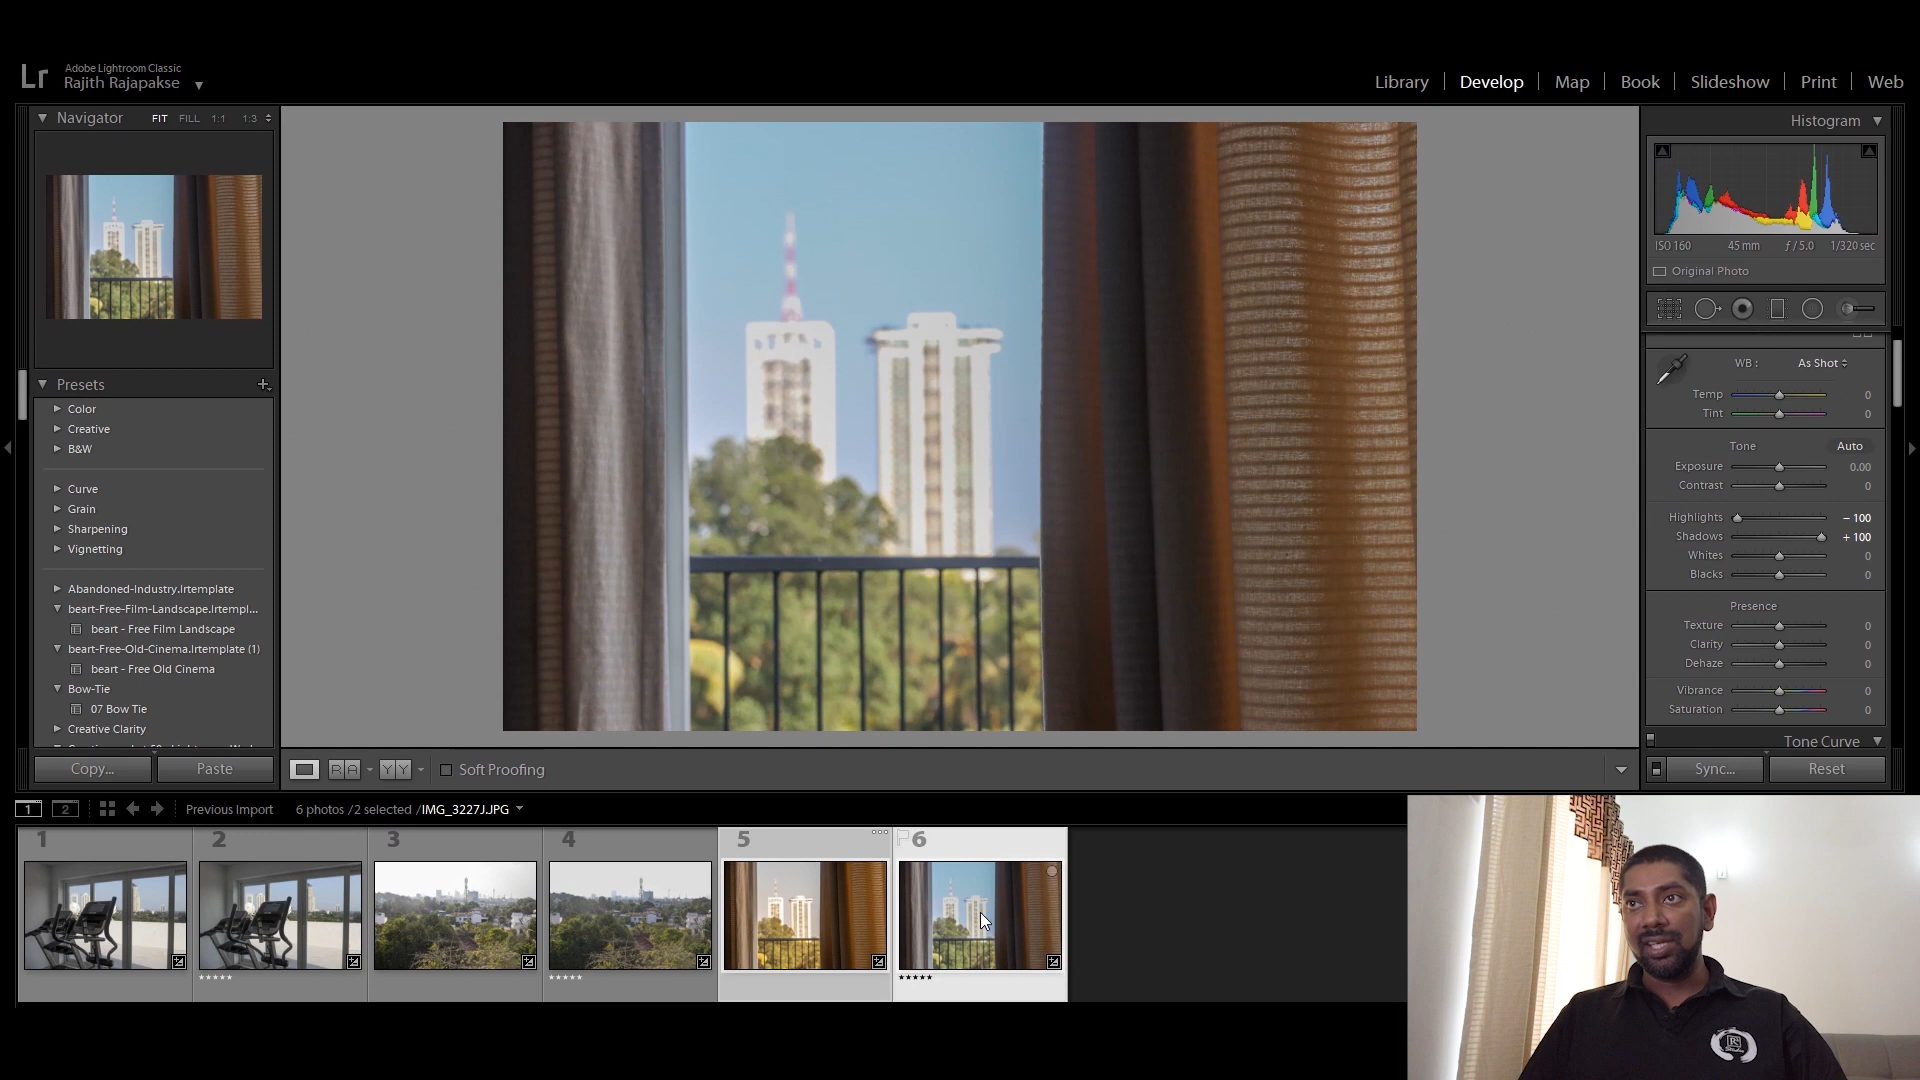 Lr
Adobe Lightroom Classic
Rajith Rajapakse
Library
Develop
Map
Book
Slideshow
Print
Web
Navigator
FIT
FILL
1:1
1:3
Presets
Color
Creative
B&W
Curve
Grain
Sharpening
Vignetting
Abandoned-Industry.lrtemplate
beart-Free-Film-Landscape.lrtempl...
beart - Free Film Landscape
beart-Free-Old-Cinema.lrtemplate (1)
beart - Free Old Cinema
Bow-Tie
07 Bow Tie
Creative Clarity
Copy...
Paste
Histogram
ISO 160
45 mm
ƒ / 5.0
1/320 sec
Original Photo
WB :
As Shot
Temp 0
Tint 0
Tone
Auto
Exposure 0.00
Contrast 0
Highlights – 100
Shadows + 100
Whites 0
Blacks 0
Presence
Texture 0
Clarity 0
Dehaze 0
Vibrance 0
Saturation 0
Tone Curve
Sync...
Reset
R A
Y Y
Soft Proofing
1
2
Previous Import
6 photos / 2 selected / IMG_3227J.JPG
1
2
3
4
5
6